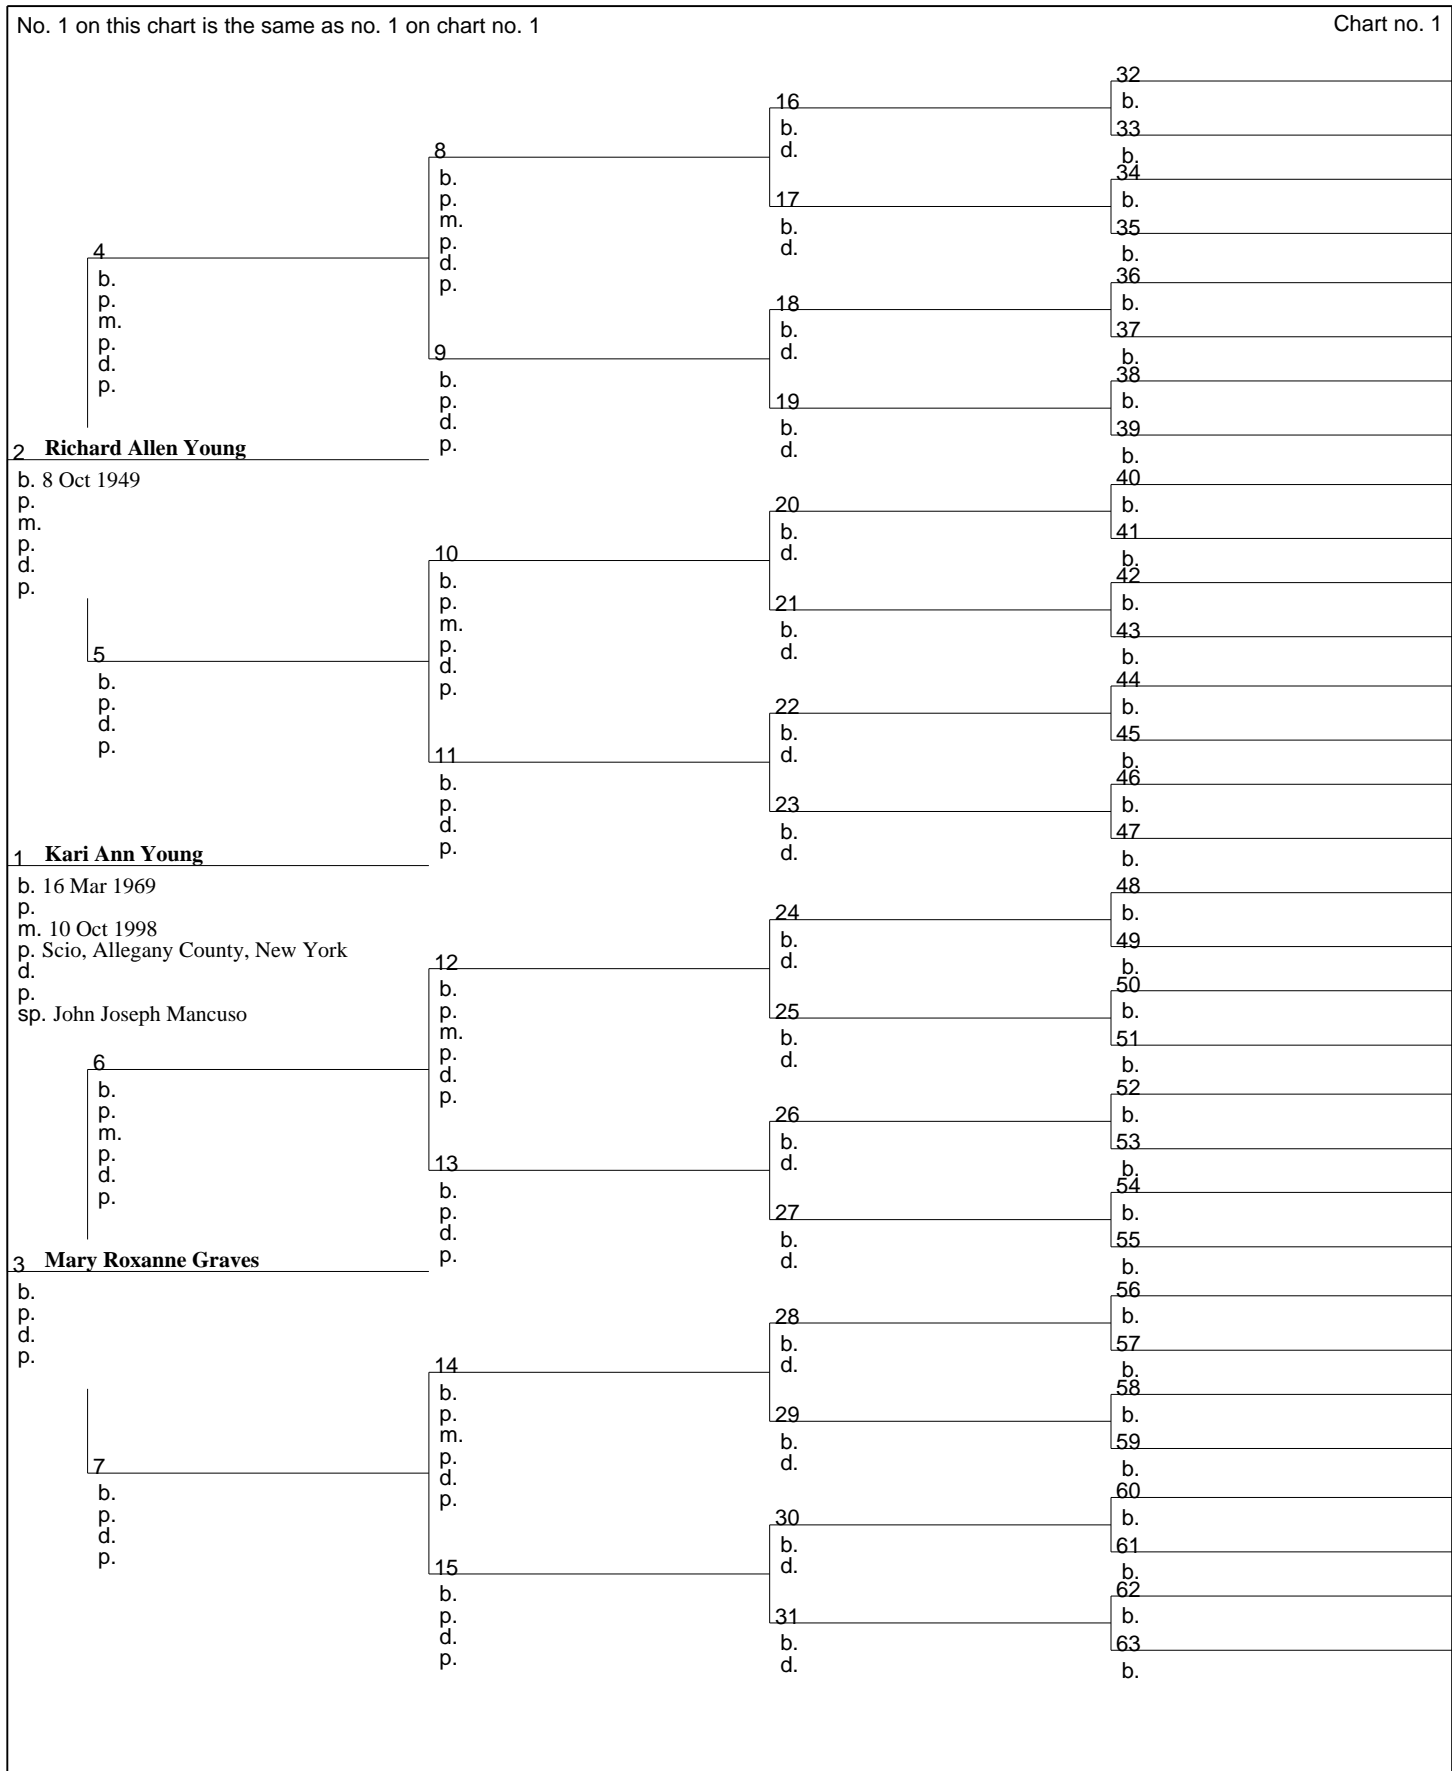 No. 1 on this chart is the same as no. 1 on chart no. 1
Chart no. 1
2 Richard Allen Young
b. 8 Oct 1949
p.
m.
p.
d.
p.
1 Kari Ann Young
b. 16 Mar 1969
p.
m. 10 Oct 1998
p. Scio, Allegany County, New York
d.
p.
sp. John Joseph Mancuso
3 Mary Roxanne Graves
b.
p.
d.
p.
4
b.
p.
m.
p.
d.
p.
5
b.
p.
d.
p.
6
b.
p.
m.
p.
d.
p.
7
b.
p.
d.
p.
8
b.
p.
m.
p.
d.
p.
9
b.
p.
d.
p.
10
b.
p.
m.
p.
d.
p.
11
b.
p.
d.
p.
12
b.
p.
m.
p.
d.
p.
13
b.
p.
d.
p.
14
b.
p.
m.
p.
d.
p.
15
b.
p.
d.
p.
16
b.
d.
17
b.
d.
18
b.
d.
19
b.
d.
20
b.
d.
21
b.
d.
22
b.
d.
23
b.
d.
24
b.
d.
25
b.
d.
26
b.
d.
27
b.
d.
28
b.
d.
29
b.
d.
30
b.
d.
31
b.
d.
32
b.
33
b.
34
b.
35
b.
36
b.
37
b.
38
b.
39
b.
40
b.
41
b.
42
b.
43
b.
44
b.
45
b.
46
b.
47
b.
48
b.
49
b.
50
b.
51
b.
52
b.
53
b.
54
b.
55
b.
56
b.
57
b.
58
b.
59
b.
60
b.
61
b.
62
b.
63
b.